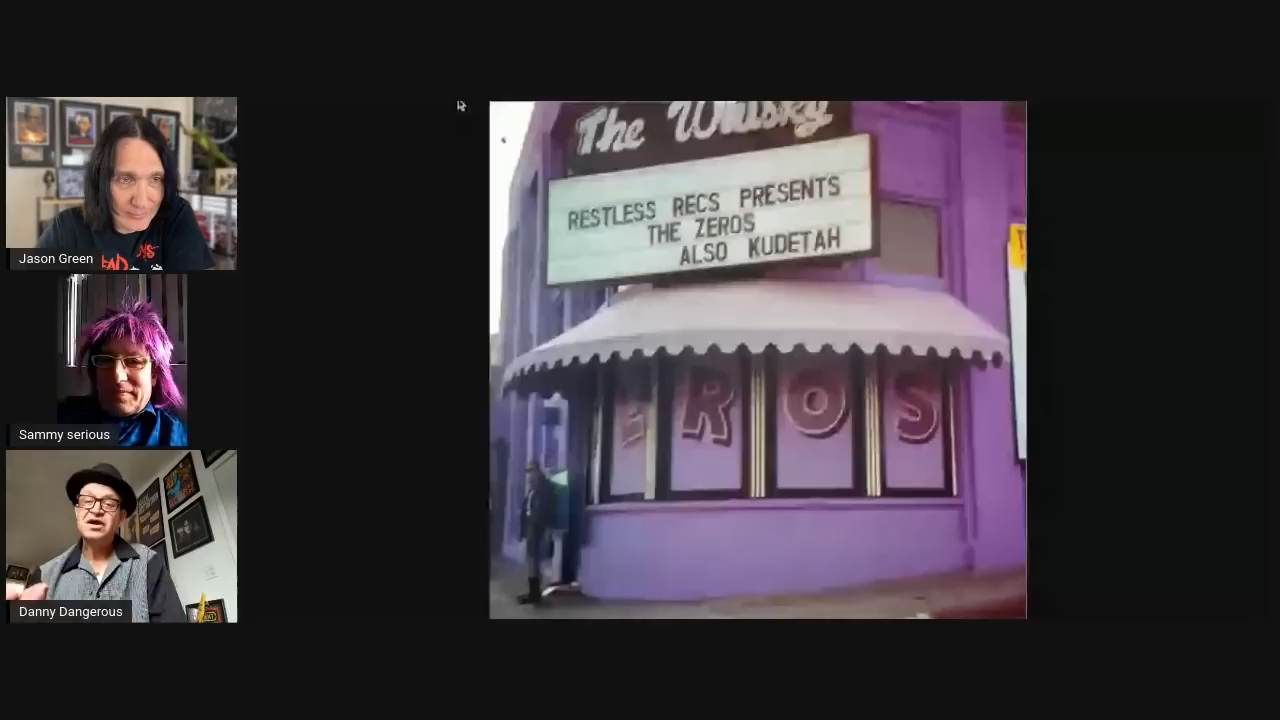 Jason Green
Sammy serious
Danny Dangerous
The Whisky
RESTLESS RECS PRESENTS
THE ZEROS
ALSO KUDETAH
ROS